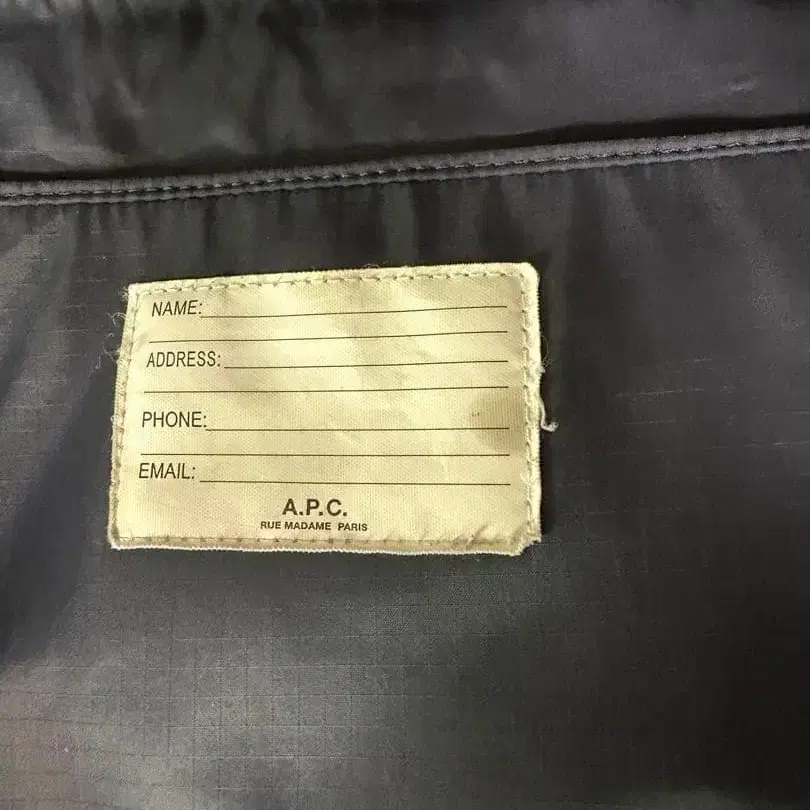 NAME:
ADDRESS:
PHONE:
EMAIL:
A.P.C.
RUE MADAME PARIS